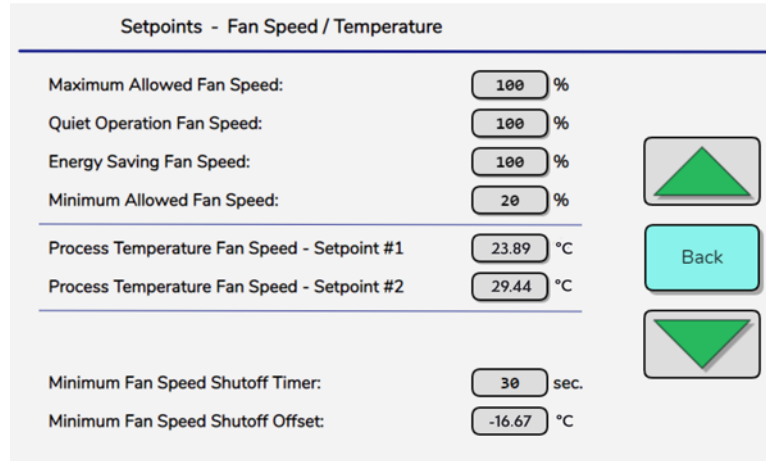 Setpoints - Fan Speed / Temperature
Maximum Allowed Fan Speed: 100 %
Quiet Operation Fan Speed: 100 %
Energy Saving Fan Speed: 100 %
Minimum Allowed Fan Speed: 20 %
Process Temperature Fan Speed - Setpoint #1 23.89 °C
Process Temperature Fan Speed - Setpoint #2 29.44 °C
Back
Minimum Fan Speed Shutoff Timer: 30 sec.
Minimum Fan Speed Shutoff Offset: -16.67 °C